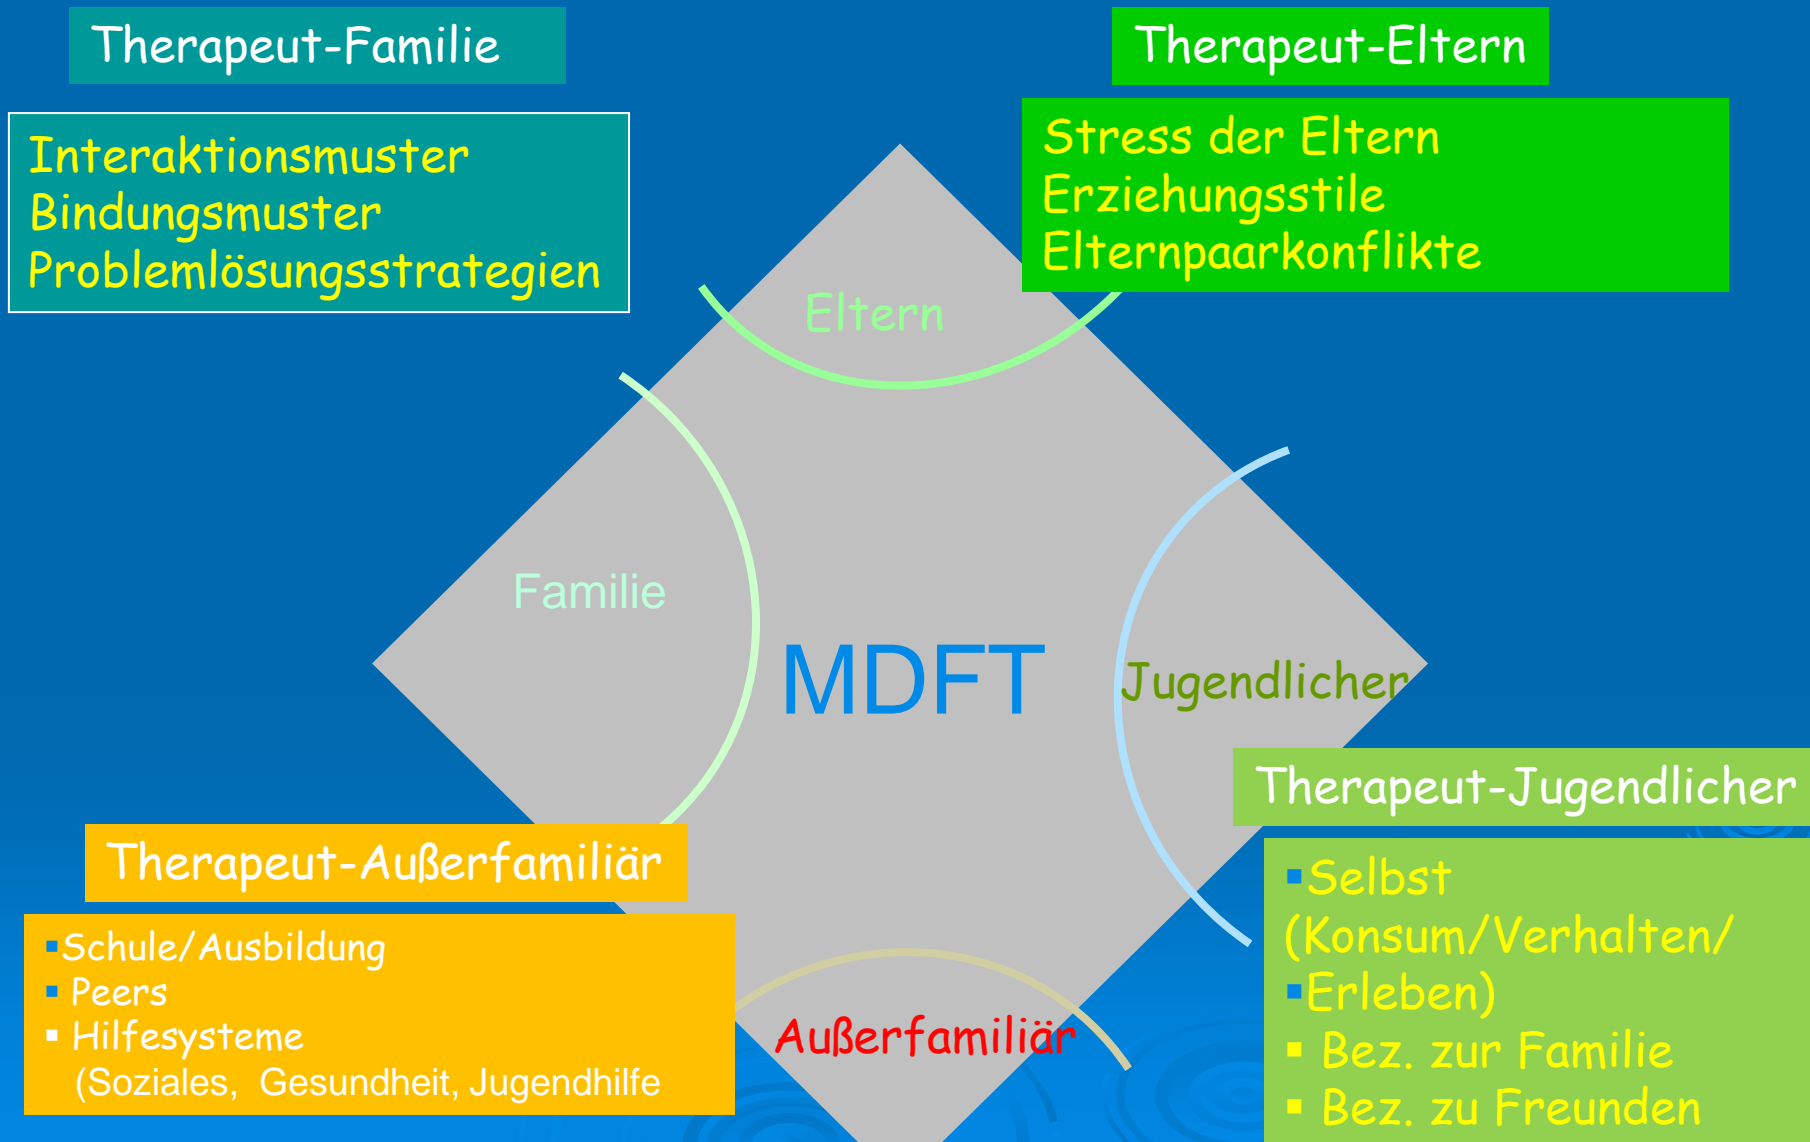 Therapeut-Familie
Interaktionsmuster
Bindungsmuster
Problemlösungsstrategien
Therapeut-Eltern
Stress der Eltern
Erziehungsstile
Elternpaarkonflikte
Eltern
Familie
MDFT
Jugendlicher
Therapeut-Jugendlicher
▪Selbst
(Konsum/Verhalten/
▪Erleben)
▪ Bez. zur Familie
▪ Bez. zu Freunden
Therapeut-Außerfamiliär
▪Schule/Ausbildung
▪ Peers
▪ Hilfesysteme
(Soziales, Gesundheit, Jugendhilfe
Außerfamiliär